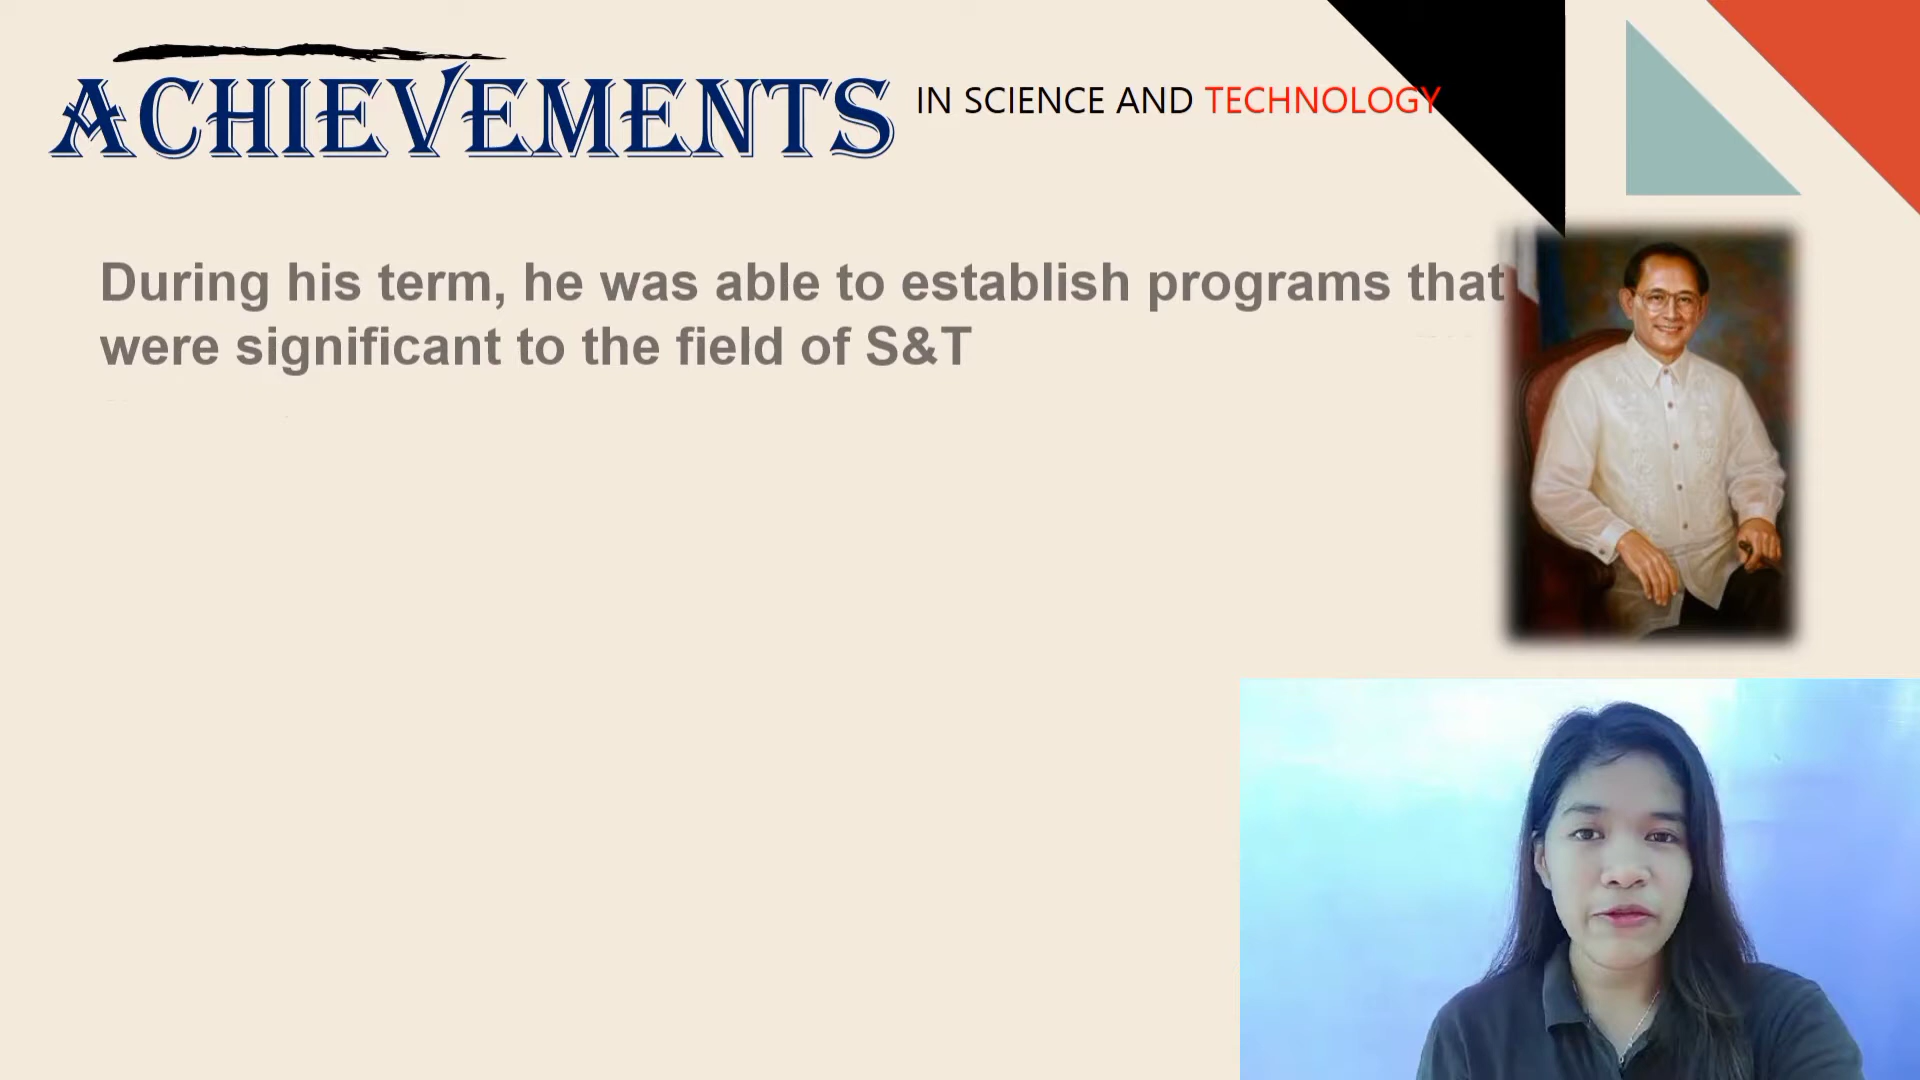 ACHIEVEMENTS IN SCIENCE AND TECHNOLOGY
During his term, he was able to establish programs that
were significant to the field of S&T